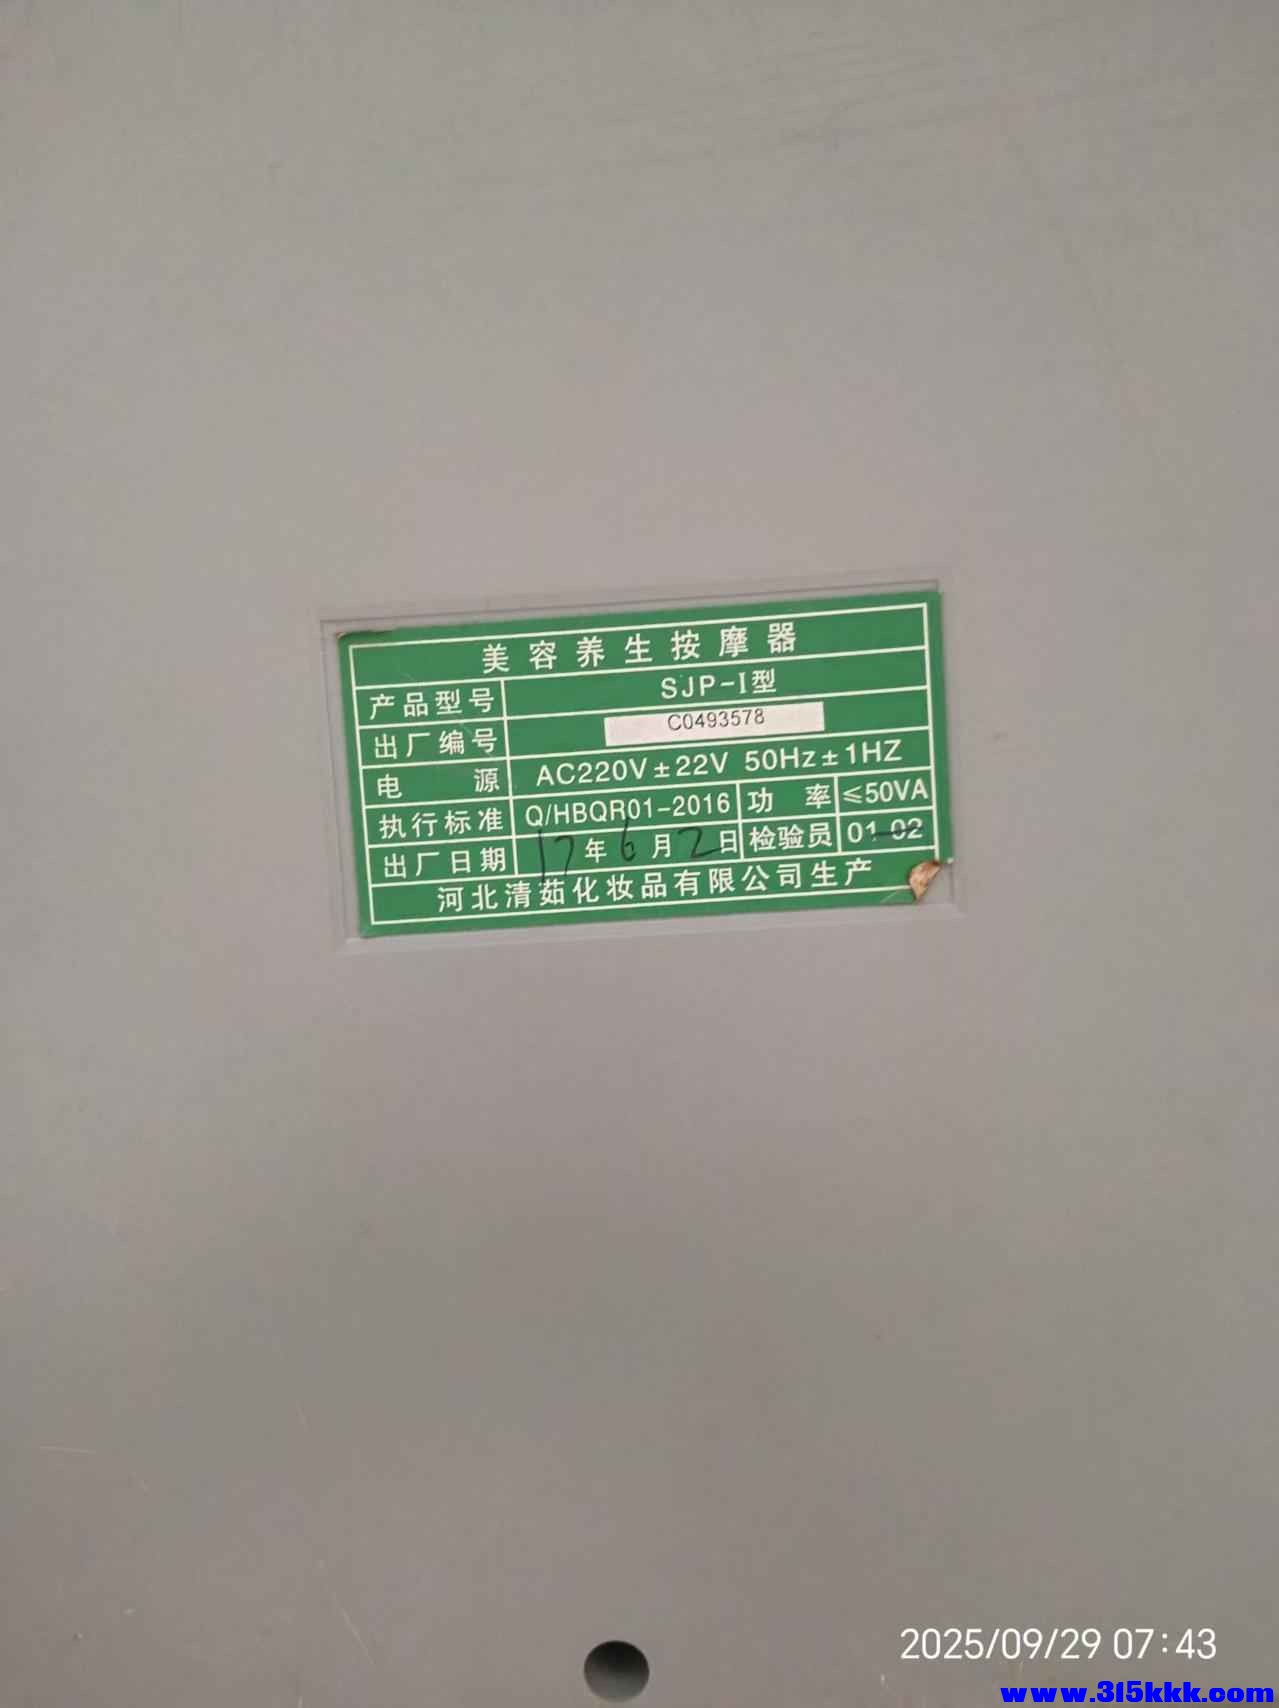 美容养生按摩器
产品型号 SJP-I型
出厂编号 C0493578
电源 AC220V±22V 50Hz±1HZ
执行标准 Q/HBQR01-2016 功率 ≤50VA
出厂日期 17年6月2日 检验员 01-02
河北清茹化妆品有限公司生产
2025/09/29 07:43
www.315kkk.com